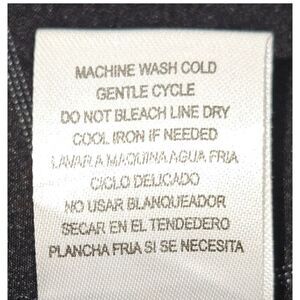 MACHINE WASH COLD
GENTLE CYCLE
DO NOT BLEACH LINE DRY
COOL IRON IF NEEDED
LAVAR A MAQUINA AGUA FRIA
CICLO DELICADO
NO USAR BLANQUEADOR
SECAR EN EL TENDEDERO
PLANCHA FRIA SI SE NECESITA